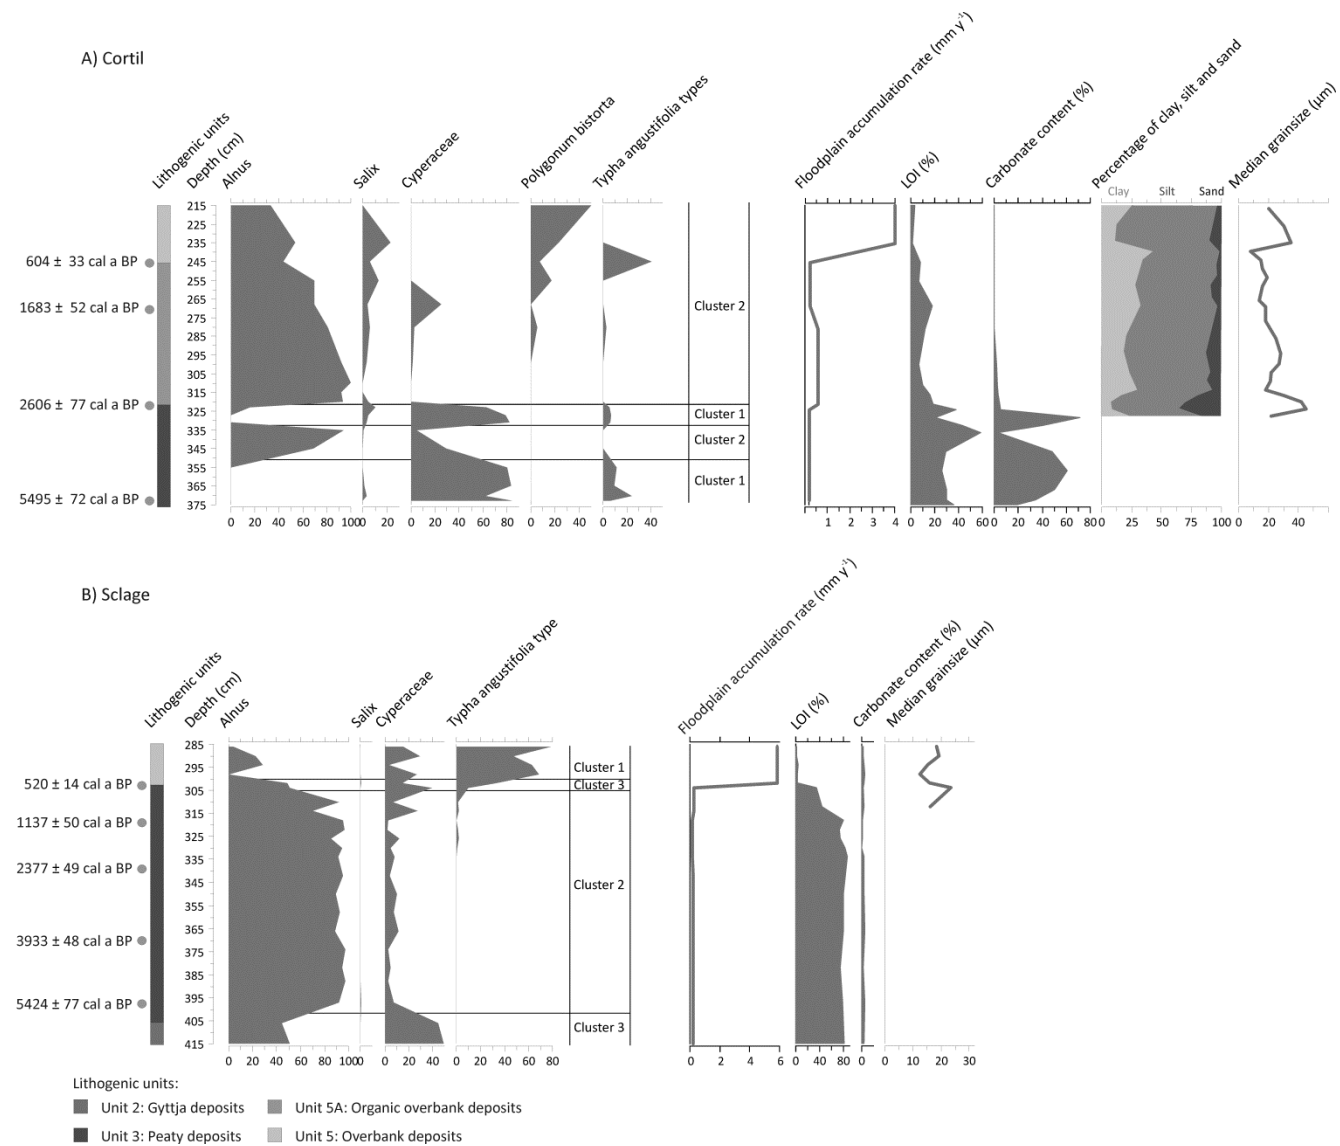 A) Cortil
Lithogenic units
Depth (cm)
Alnus
Salix
Cyperaceae
Polygonum bistorta
Typha angustifolia types
Floodplain accumulation rate (mm y⁻¹)
LOI (%)
Carbonate content (%)
Percentage of clay, silt and sand
Median grainsize (µm)
Clay Silt Sand
604 ± 33 cal a BP
1683 ± 52 cal a BP
2606 ± 77 cal a BP
5495 ± 72 cal a BP
215
225
235
245
255
265
275
285
295
305
315
325
335
345
355
365
375
Cluster 2
Cluster 1
Cluster 2
Cluster 1
0 20 40 60 80 100 0 20 0 20 40 60 80 100 0 20 40 0 20 40 1 2 3 4 0 20 40 60 0 20 40 60 80 0 25 50 75 100 0 20 40
B) Sclage
Lithogenic units
Depth (cm)
Alnus
Salix
Cyperaceae
Typha angustifolia type
Floodplain accumulation rate (mm y⁻¹)
LOI (%)
Carbonate content (%)
Median grainsize (µm)
520 ± 14 cal a BP
1137 ± 50 cal a BP
2377 ± 49 cal a BP
3933 ± 48 cal a BP
5424 ± 77 cal a BP
285
295
305
315
325
335
345
355
365
375
385
395
405
415
Cluster 1
Cluster 3
Cluster 2
Cluster 3
0 20 40 60 80 100 0 0 20 40 0 20 40 60 80 0 2 4 6 0 40 80 0 0 10 20 30
Lithogenic units:
Unit 2: Gyttja deposits Unit 5A: Organic overbank deposits
Unit 3: Peaty deposits Unit 5: Overbank deposits